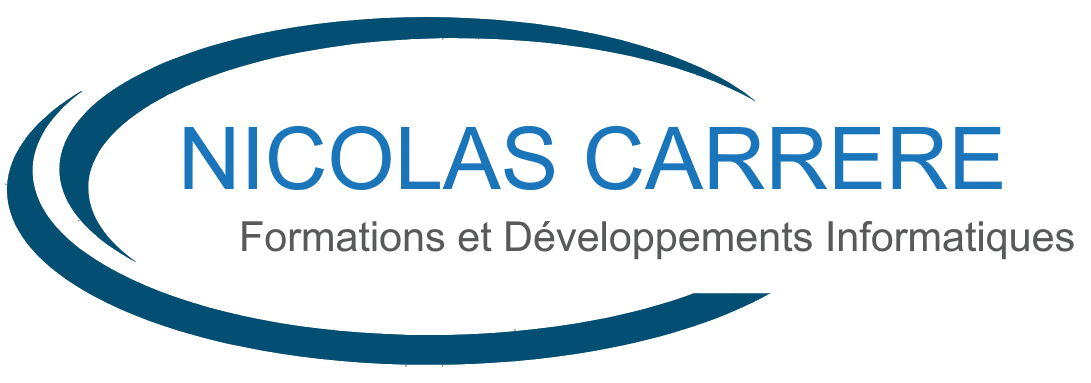 NICOLAS CARRERE
Formations et Développements Informatiques